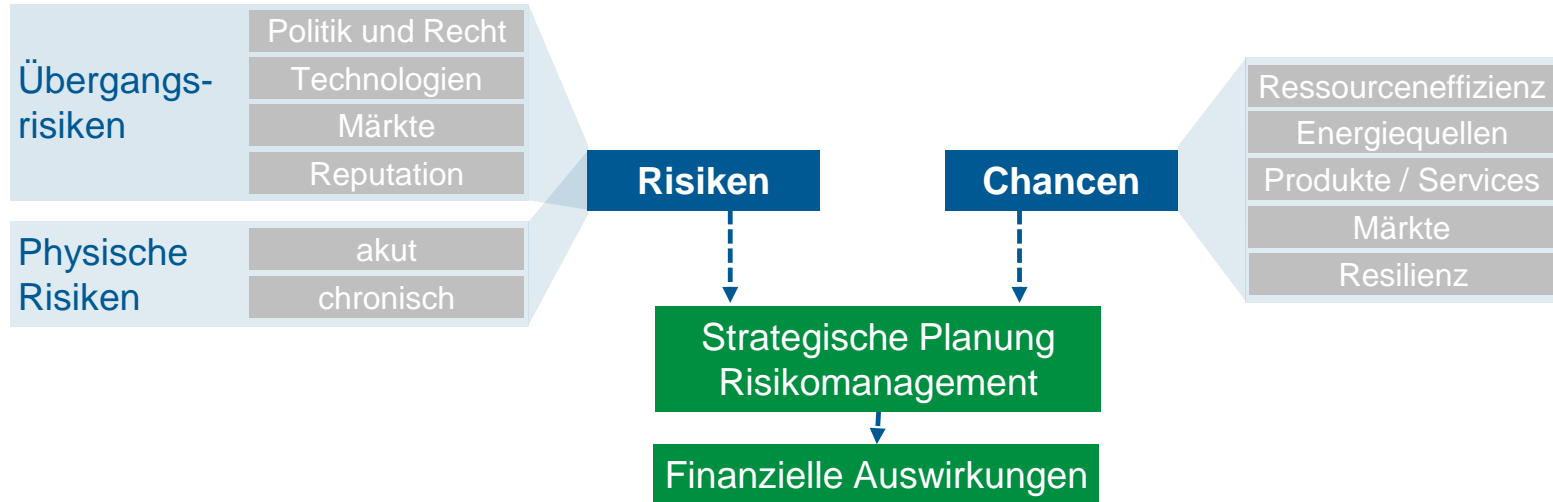 Übergangs-
risiken
Politik und Recht
Technologien
Märkte
Reputation
Physische
Risiken
akut
chronisch
Risiken
Chancen
Ressourceneffizienz
Energiequellen
Produkte / Services
Märkte
Resilienz
Strategische Planung
Risikomanagement
Finanzielle Auswirkungen